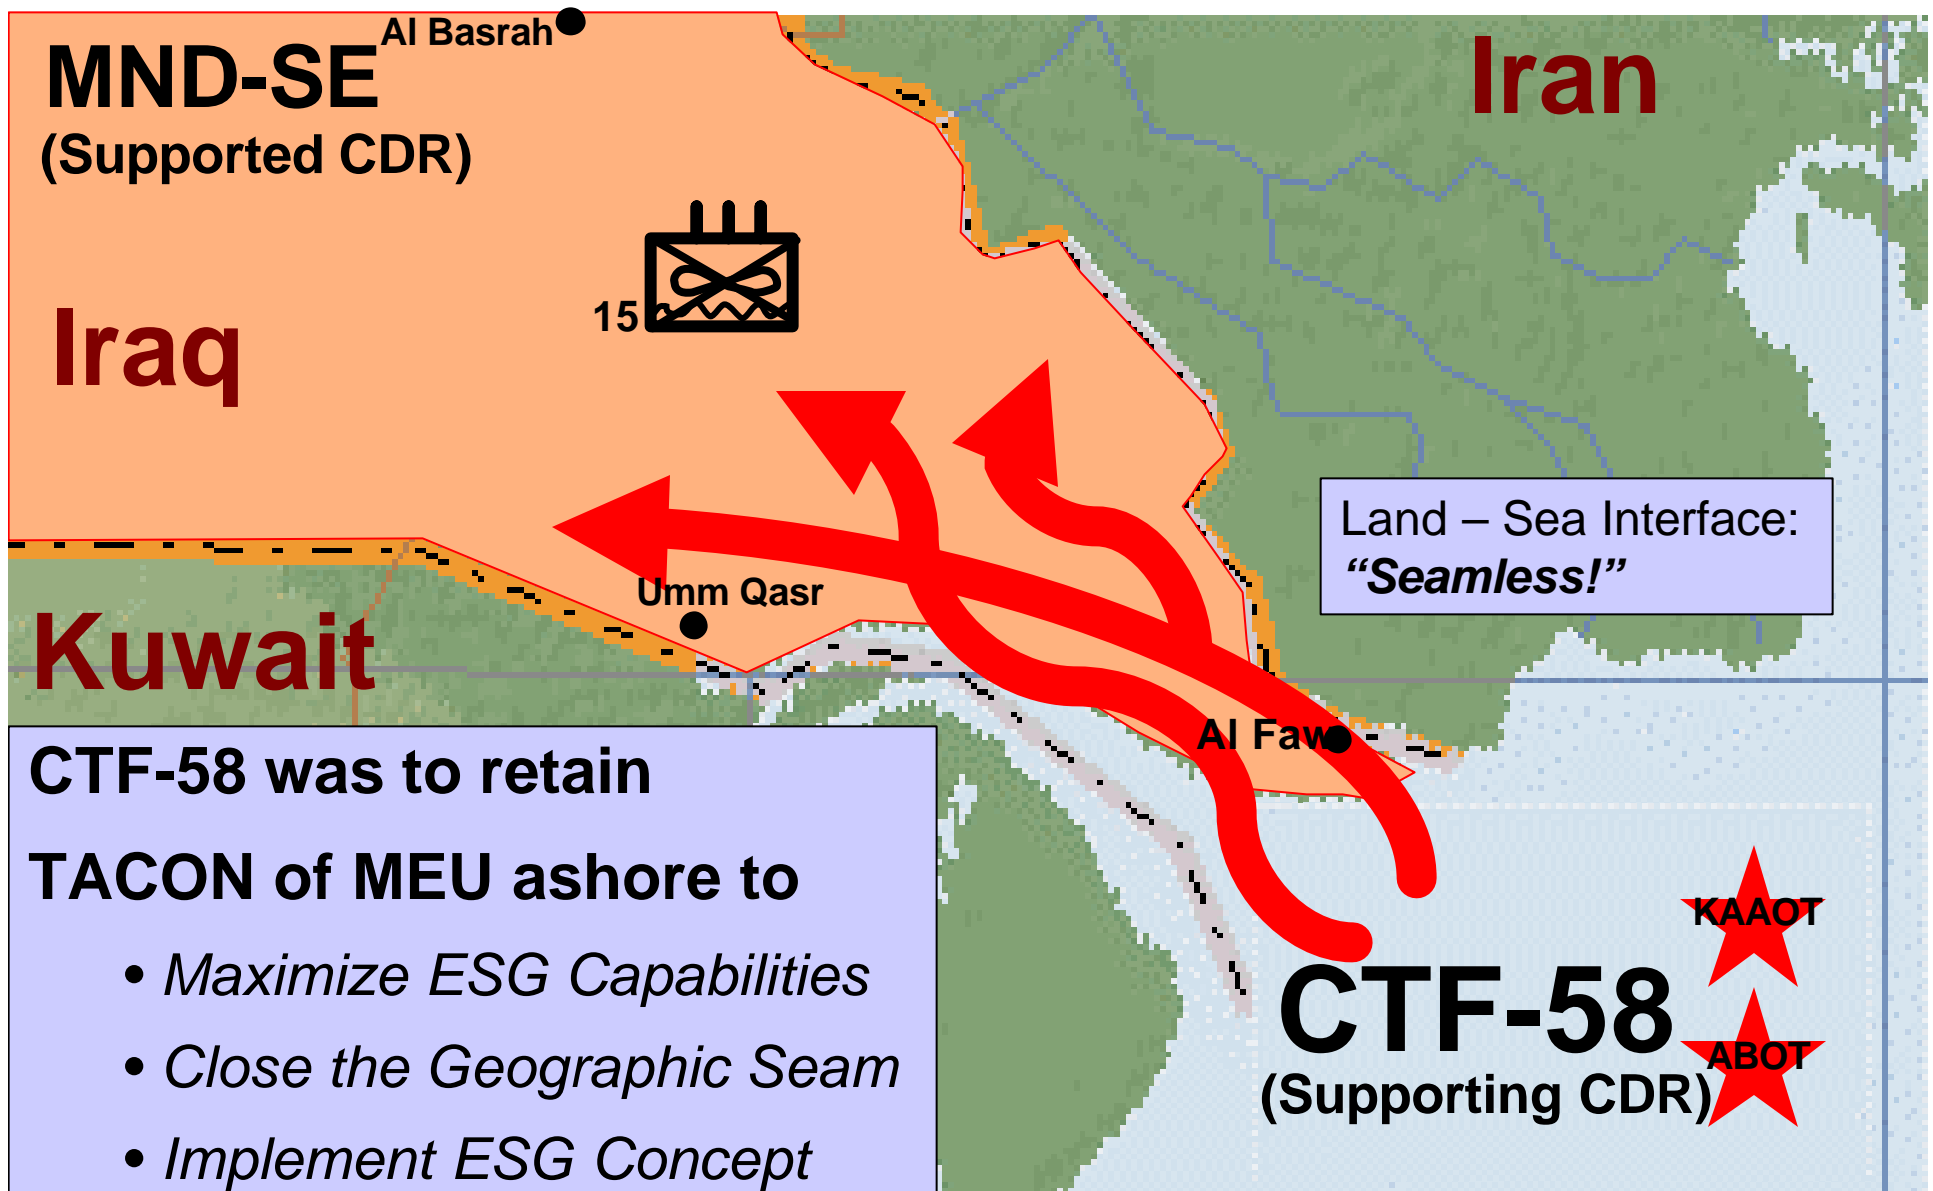 Al Basrah
MND-SE
(Supported CDR)
Iran
15
Iraq
Land – Sea Interface:
“Seamless!”
Umm Qasr
Kuwait
Al Faw
CTF-58 was to retain
TACON of MEU ashore to
• Maximize ESG Capabilities
• Close the Geographic Seam
• Implement ESG Concept
KAAOT
CTF-58
(Supporting CDR)
ABOT